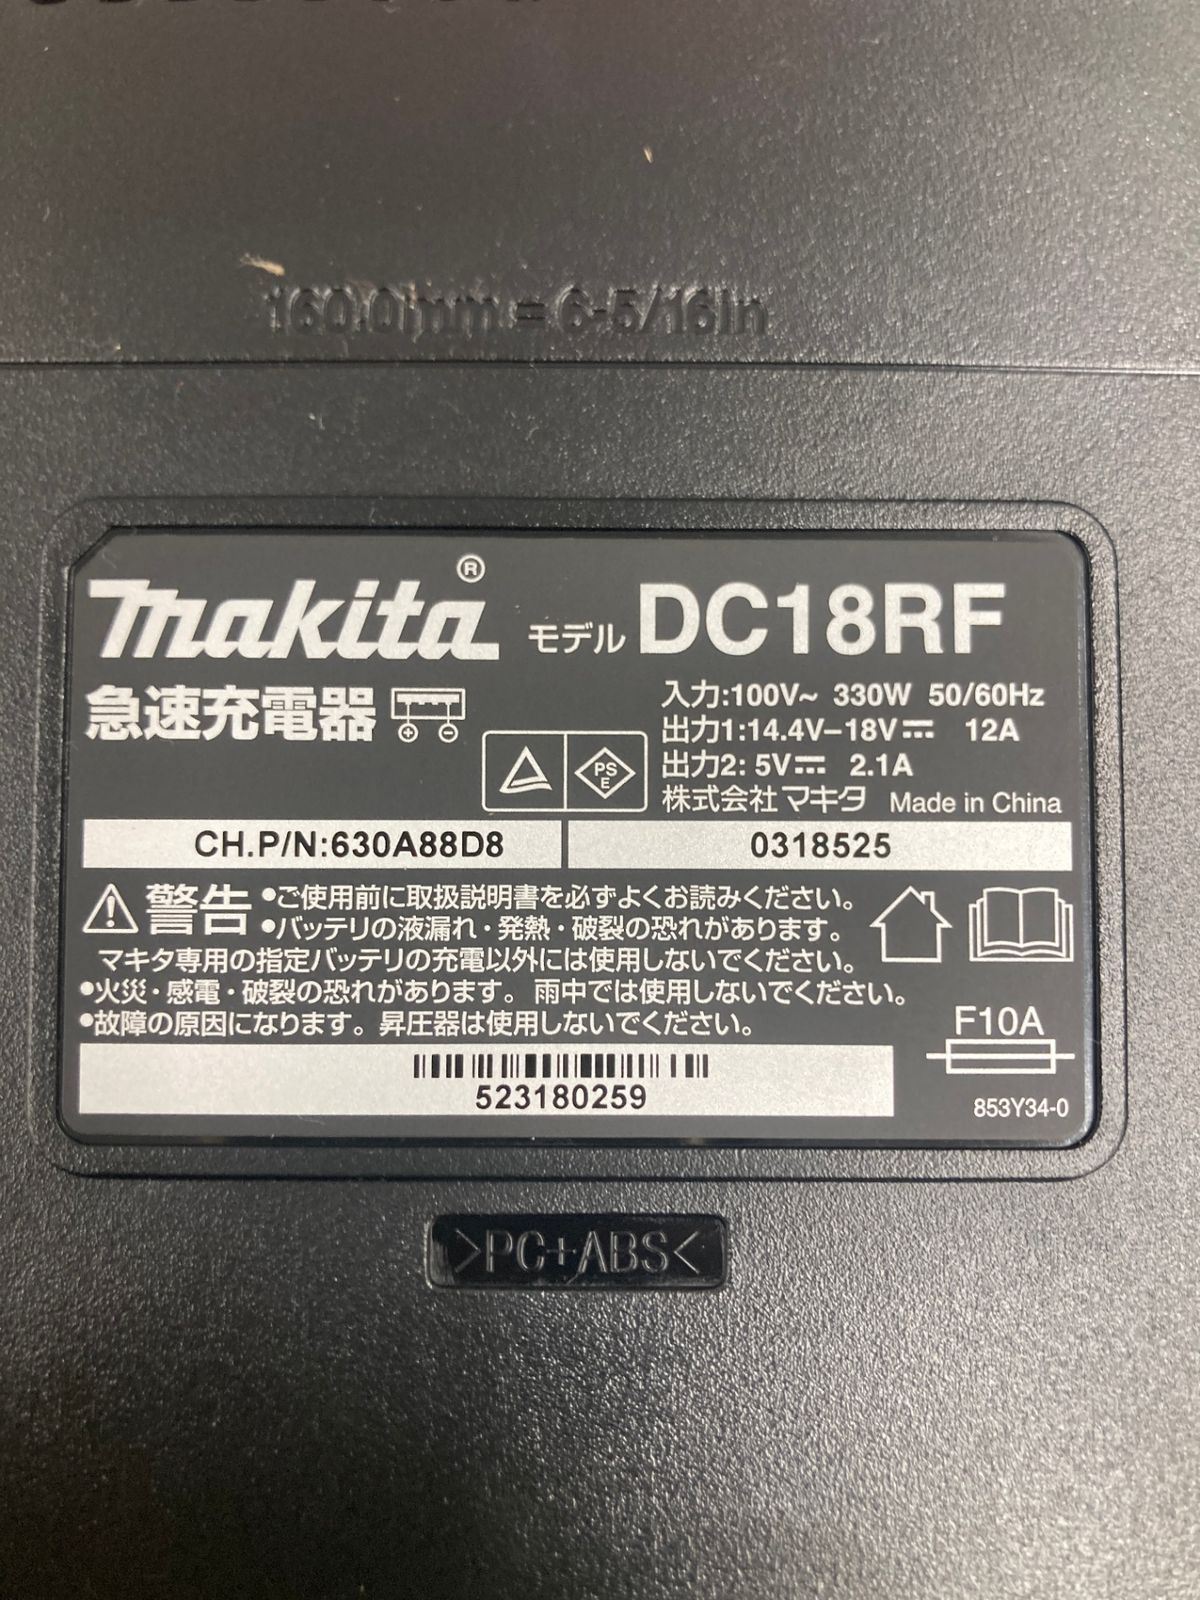 160.0mm = 6-5/16in
makita® モデル DC18RF
急速充電器
入力:100V~ 330W 50/60Hz
出力1:14.4V–18V⎓ 12A
出力2: 5V⎓ 2.1A
PS
E
株式会社マキタ Made in China
CH.P/N:630A88D8
0318525
警告 •ご使用前に取扱説明書を必ずよくお読みください。
•バッテリの液漏れ・発熱・破裂の恐れがあります。
マキタ専用の指定バッテリの充電以外には使用しないでください。
•火災・感電・破裂の恐れがあります。雨中では使用しないでください。
•故障の原因になります。昇圧器は使用しないでください。
F10A
523180259
853Y34-0
>PC+ABS<